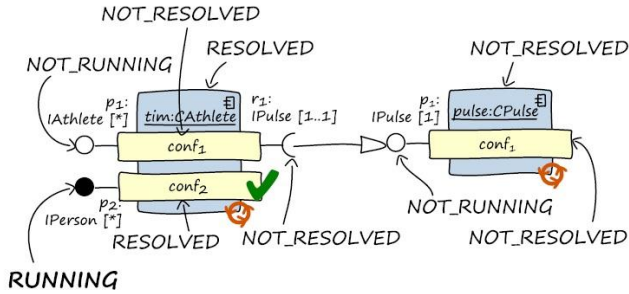 NOT_RESOLVED
RESOLVED
NOT_RESOLVED
NOT_RUNNING
p1:
IAthlete [*]
tim:CAthlete
r1:
IPulse [1..1]
p1:
IPulse [1]
pulse:CPulse
conf1
conf1
conf2
p2:
IPerson [*]
RESOLVED
NOT_RESOLVED
NOT_RUNNING
NOT_RESOLVED
RUNNING